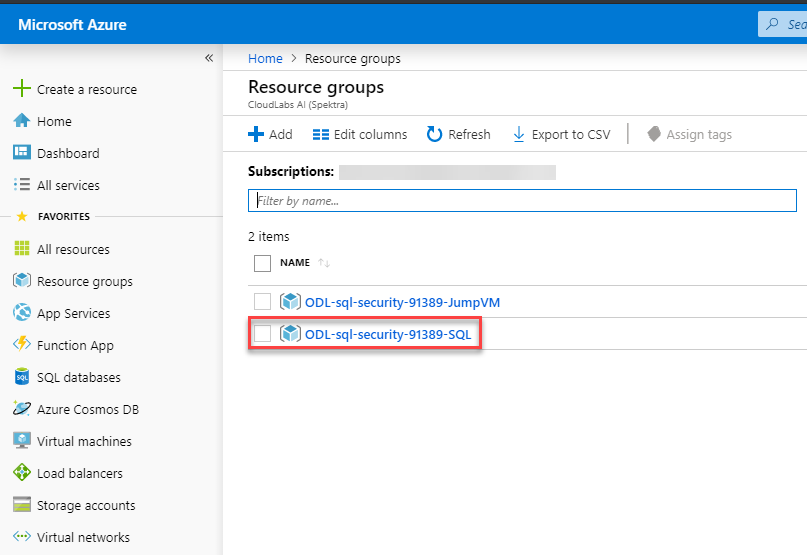 Microsoft Azure
Sea
«
Home > Resource groups
Resource groups
CloudLabs AI (Spektra)
Add
Edit columns
Refresh
Export to CSV
Assign tags
Subscriptions:
Filter by name...
2 items
NAME ↑↓
ODL-sql-security-91389-JumpVM
ODL-sql-security-91389-SQL
Create a resource
Home
Dashboard
All services
FAVORITES
All resources
Resource groups
App Services
Function App
SQL
SQL databases
Azure Cosmos DB
Virtual machines
Load balancers
Storage accounts
Virtual networks